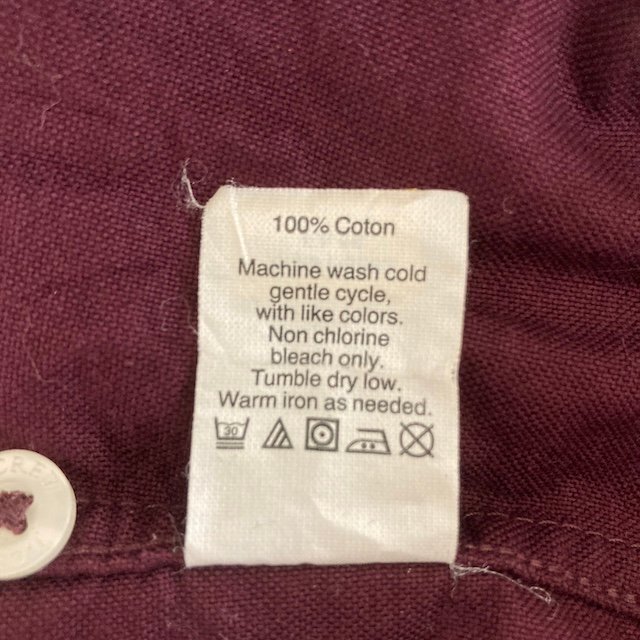 100% Coton
Machine wash cold
gentle cycle,
with like colors.
Non chlorine
bleach only.
Tumble dry low.
Warm iron as needed.
30